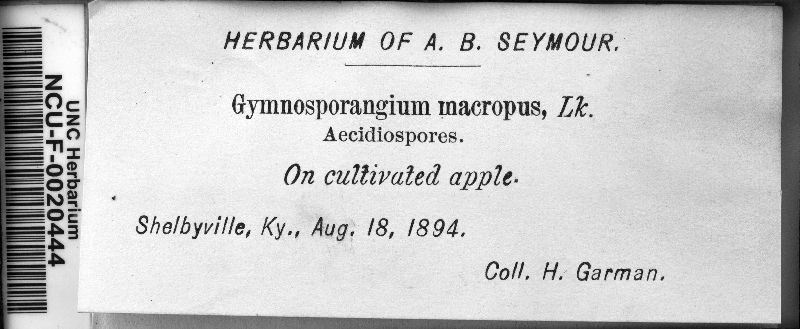 HERBARIUM OF A. B. SEYMOUR.
Gymnosporangium macropus, Lk.
Aecidiospores.
On cultivated apple.
Shelbyville, Ky., Aug. 18, 1894.
Coll. H. Garman.
UNC Herbarium
NCU-F-0020444